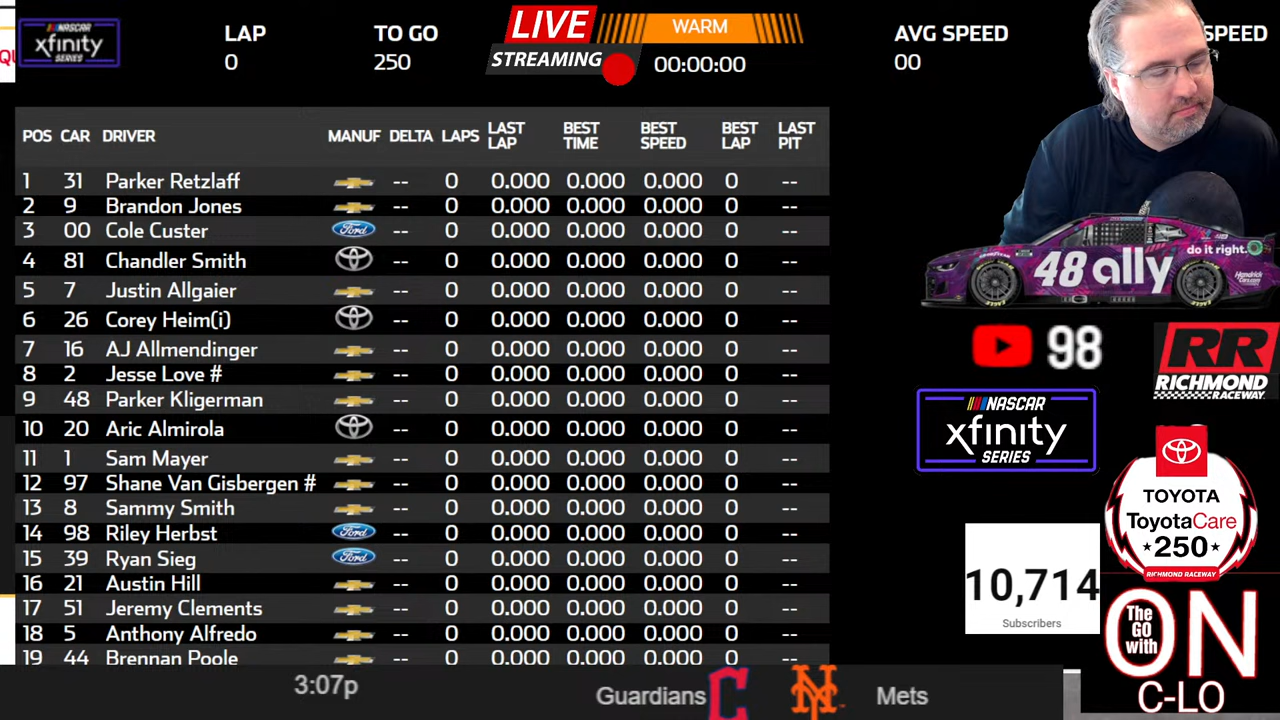 NASCAR
xfinity
SERIES
LAP
0
TO GO
250
LIVE
STREAMING
WARM
00:00:00
AVG SPEED
00
SPEED
POS CAR DRIVER MANUF DELTA LAPS LAST LAP BEST TIME BEST SPEED BEST LAP LAST PIT
1 31 Parker Retzlaff -- 0 0.000 0.000 0.000 0 --
2 9 Brandon Jones -- 0 0.000 0.000 0.000 0 --
3 00 Cole Custer Ford -- 0 0.000 0.000 0.000 0 --
4 81 Chandler Smith -- 0 0.000 0.000 0.000 0 --
5 7 Justin Allgaier -- 0 0.000 0.000 0.000 0 --
6 26 Corey Heim(i) -- 0 0.000 0.000 0.000 0 --
7 16 AJ Allmendinger -- 0 0.000 0.000 0.000 0 --
8 2 Jesse Love # -- 0 0.000 0.000 0.000 0 --
9 48 Parker Kligerman -- 0 0.000 0.000 0.000 0 --
10 20 Aric Almirola -- 0 0.000 0.000 0.000 0 --
11 1 Sam Mayer -- 0 0.000 0.000 0.000 0 --
12 97 Shane Van Gisbergen # -- 0 0.000 0.000 0.000 0 --
13 8 Sammy Smith -- 0 0.000 0.000 0.000 0 --
14 98 Riley Herbst Ford -- 0 0.000 0.000 0.000 0 --
15 39 Ryan Sieg Ford -- 0 0.000 0.000 0.000 0 --
16 21 Austin Hill -- 0 0.000 0.000 0.000 0 --
17 51 Jeremy Clements -- 0 0.000 0.000 0.000 0 --
18 5 Anthony Alfredo -- 0 0.000 0.000 0.000 0 --
19 44 Brennan Poole -- 0 0.000 0.000 0.000 0 --
do it right.
48 ally
Hendrick
98
RR
RICHMOND
RACEWAY
NASCAR
xfinity
SERIES
TOYOTA
ToyotaCare
250
RICHMOND RACEWAY
10,714
Subscribers
The
GO
with
ON
C-LO
3:07p
Guardians C NY Mets